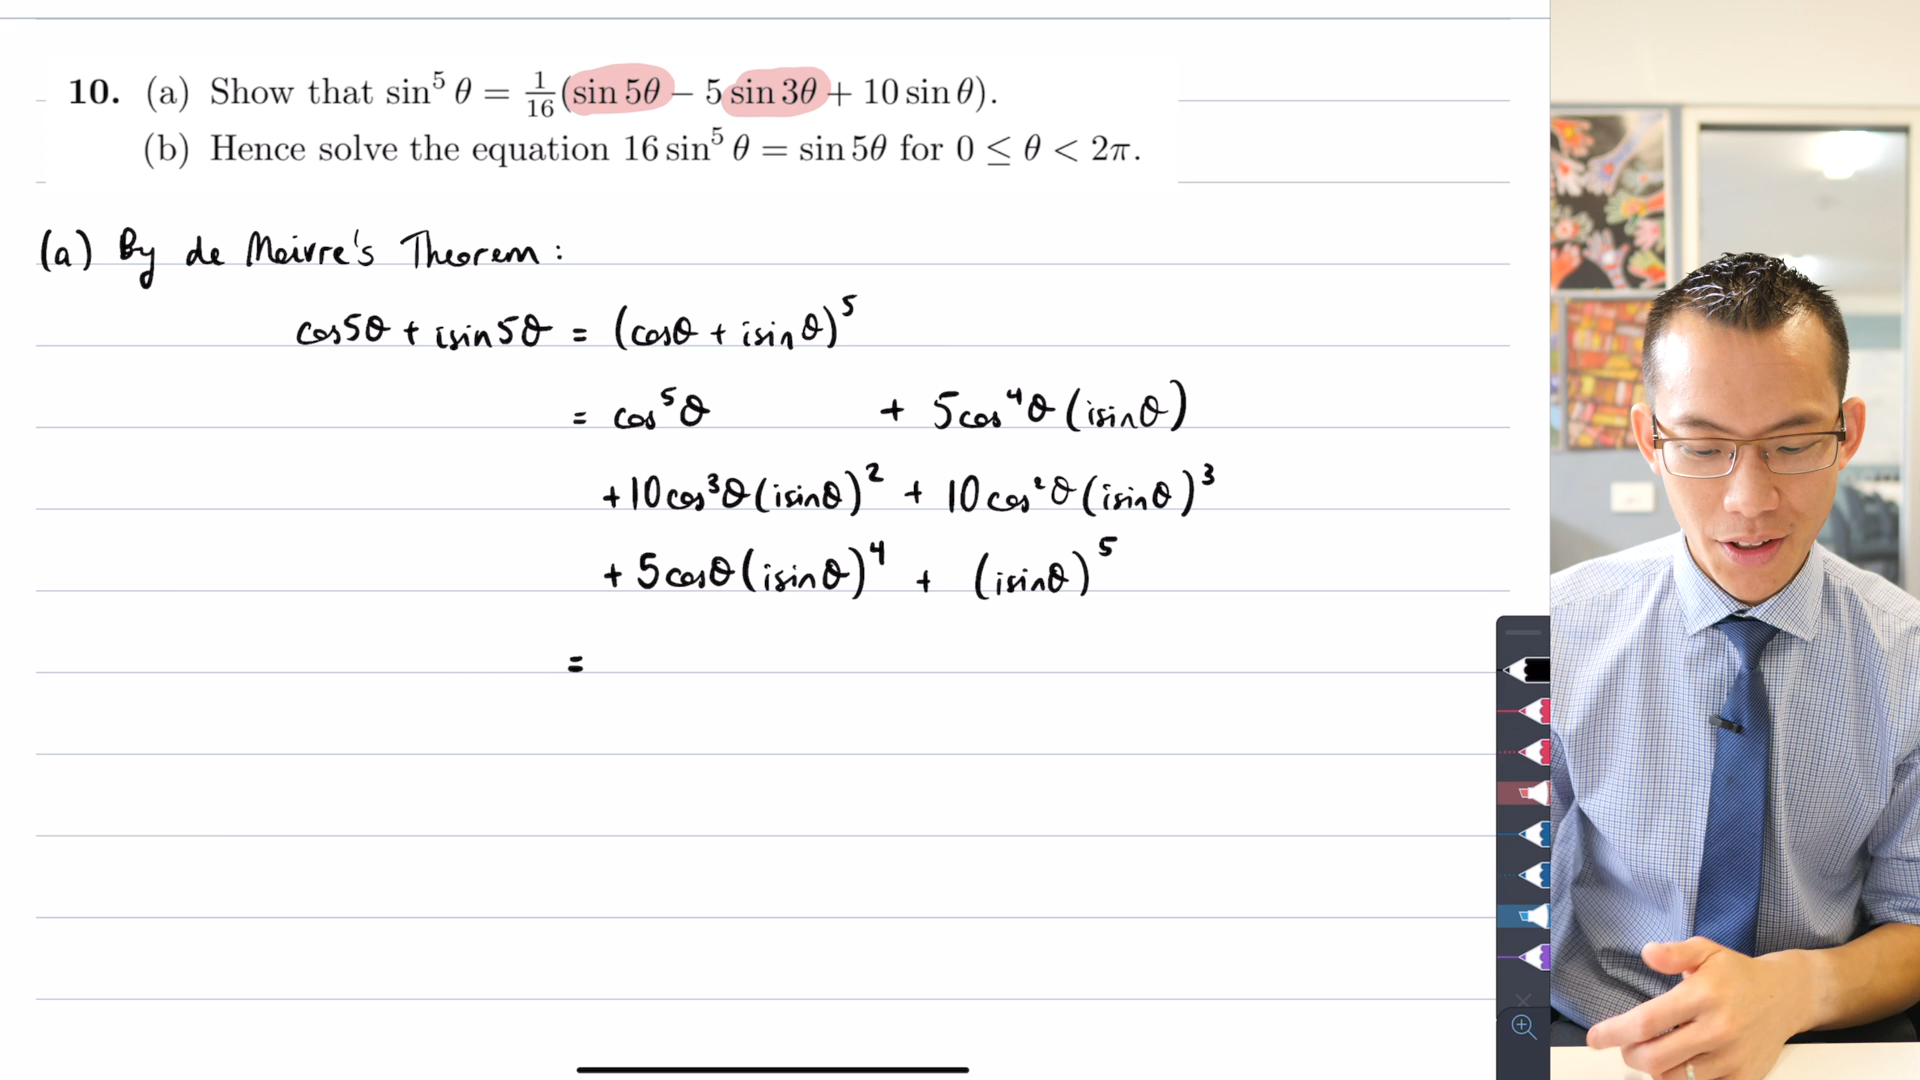 10. (a) Show that sin⁵ θ = 1/16 (sin 5θ − 5 sin 3θ + 10 sin θ).
(b) Hence solve the equation 16 sin⁵ θ = sin 5θ for 0 ≤ θ < 2π.
(a) By de Moivre's Theorem :
cos5θ + isin5θ = (cosθ + isinθ)⁵
= cos⁵θ + 5cos⁴θ (isinθ)
+10cos³θ (isinθ)² + 10cos²θ (isinθ)³
+ 5cosθ (isinθ)⁴ + (isinθ)⁵
=